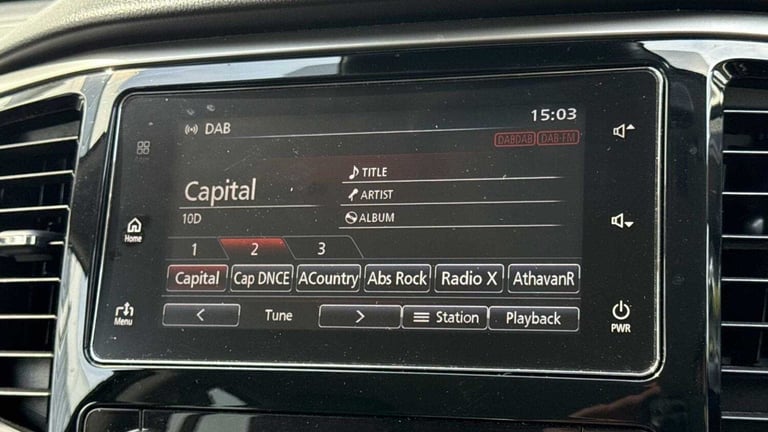 DAB
15:03
DABDAB DAB-FM
Capital
10D
TITLE
ARTIST
ALBUM
1 2 3
Capital Cap DNCE ACountry Abs Rock Radio X AthavanR
< Tune > Station Playback
Home
Menu
PWR